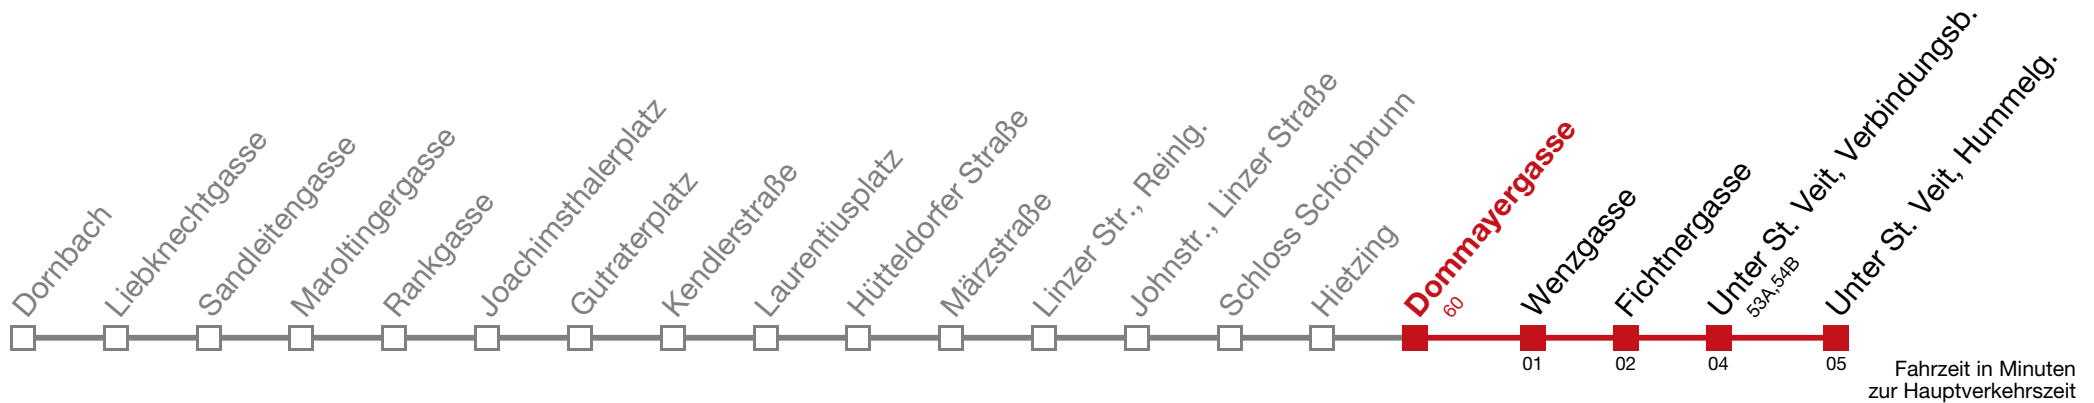 Dornbach
Liebknechtgasse
Sandleitengasse
Maroltingergasse
Rankgasse
Joachimsthalerplatz
Gutraterplatz
Kendlerstraße
Laurentiusplatz
Hütteldorfer Straße
Märzstraße
Linzer Str., Reinlg.
Johnstr., Linzer Straße
Schloss Schönbrunn
Hietzing
Dommayergasse
60
Wenzgasse
Fichtnergasse
Unter St. Veit, Verbindungsb.
53A,54B
Unter St. Veit, Hummelg.
01
02
04
05
Fahrzeit in Minuten
zur Hauptverkehrszeit